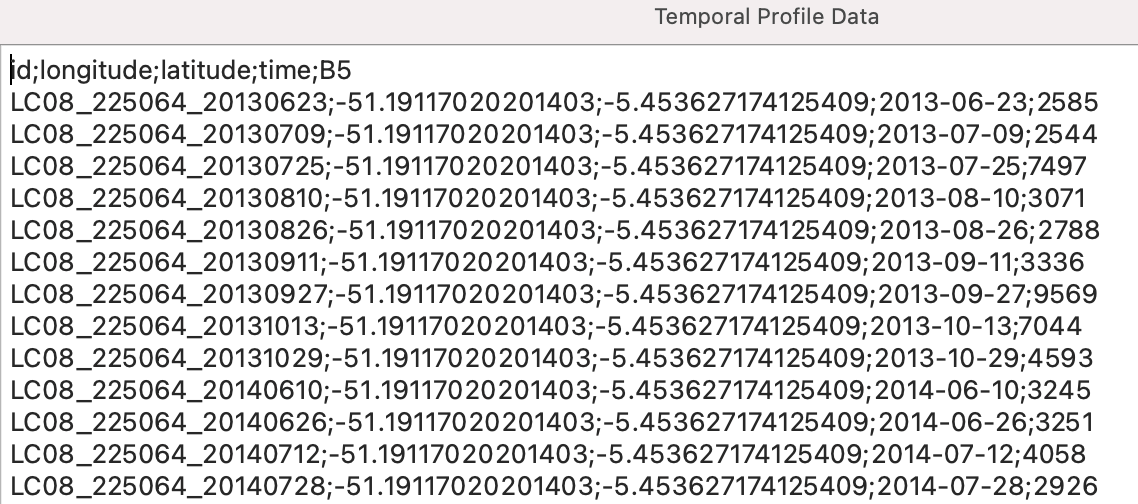 Temporal Profile Data
id;longitude;latitude;time;B5
LC08_225064_20130623;-51.19117020201403;-5.453627174125409;2013-06-23;2585
LC08_225064_20130709;-51.19117020201403;-5.453627174125409;2013-07-09;2544
LC08_225064_20130725;-51.19117020201403;-5.453627174125409;2013-07-25;7497
LC08_225064_20130810;-51.19117020201403;-5.453627174125409;2013-08-10;3071
LC08_225064_20130826;-51.19117020201403;-5.453627174125409;2013-08-26;2788
LC08_225064_20130911;-51.19117020201403;-5.453627174125409;2013-09-11;3336
LC08_225064_20130927;-51.19117020201403;-5.453627174125409;2013-09-27;9569
LC08_225064_20131013;-51.19117020201403;-5.453627174125409;2013-10-13;7044
LC08_225064_20131029;-51.19117020201403;-5.453627174125409;2013-10-29;4593
LC08_225064_20140610;-51.19117020201403;-5.453627174125409;2014-06-10;3245
LC08_225064_20140626;-51.19117020201403;-5.453627174125409;2014-06-26;3251
LC08_225064_20140712;-51.19117020201403;-5.453627174125409;2014-07-12;4058
LC08_225064_20140728;-51.19117020201403;-5.453627174125409;2014-07-28;2926